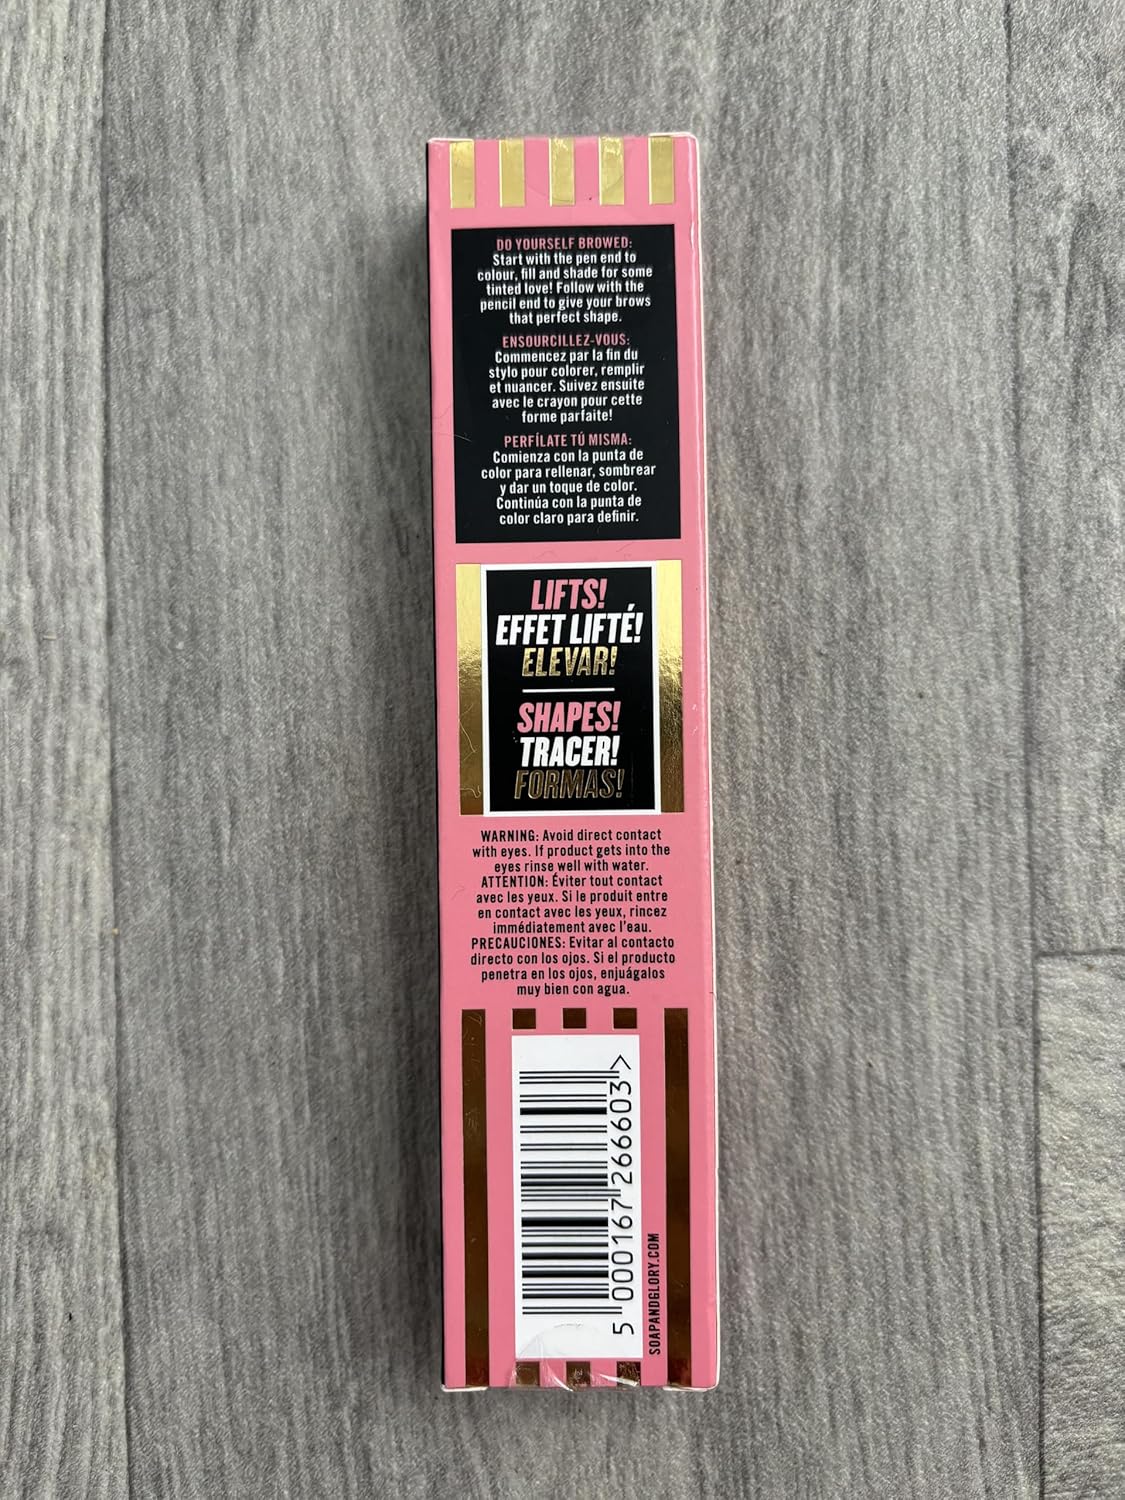 DO YOURSELF BROWED:
Start with the pen end to
colour, fill and shade for some
tinted love! Follow with the
pencil end to give your brows
that perfect shape.
ENSOURCILLEZ-VOUS:
Commencez par la fin du
stylo pour colorer, remplir
et nuancer. Suivez ensuite
avec le crayon pour cette
forme parfaite!
PERFÍLATE TÚ MISMA:
Comienza con la punta de
color para rellenar, sombrear
y dar un toque de color.
Continúa con la punta de
color claro para definir.
LIFTS!
EFFET LIFTÉ!
ELEVAR!
SHAPES!
TRACER!
FORMAS!
WARNING: Avoid direct contact
with eyes. If product gets into the
eyes rinse well with water.
ATTENTION: Éviter tout contact
avec les yeux. Si le produit entre
en contact avec les yeux, rincez
immédiatement avec l'eau.
PRECAUCIONES: Evitar al contacto
directo con los ojos. Si el producto
penetra en los ojos, enjuágalos
muy bien con agua.
5 000167 266603 >
SOAPANDGLORY.COM